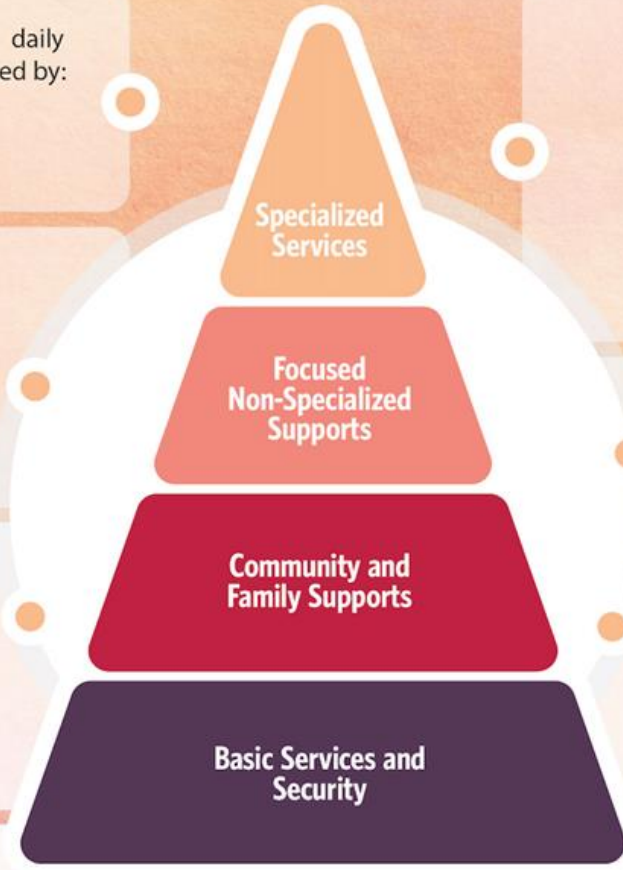 daily
ed by:
Specialized
Services
Focused
Non-Specialized
Supports
Community and
Family Supports
Basic Services and
Security